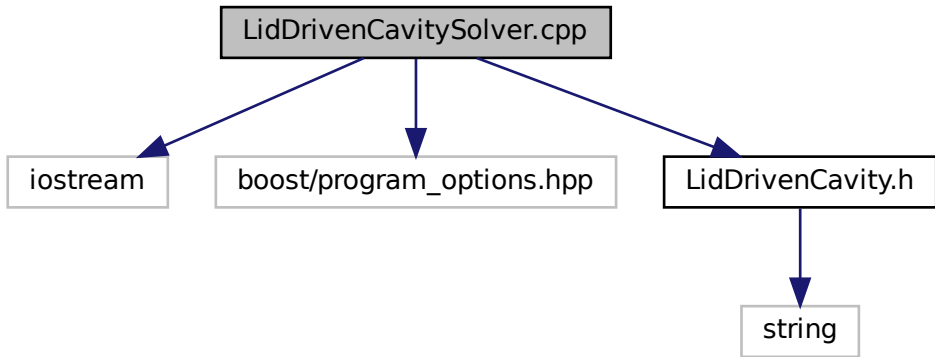 LidDrivenCavitySolver.cpp
iostream
boost/program_options.hpp
LidDrivenCavity.h
string